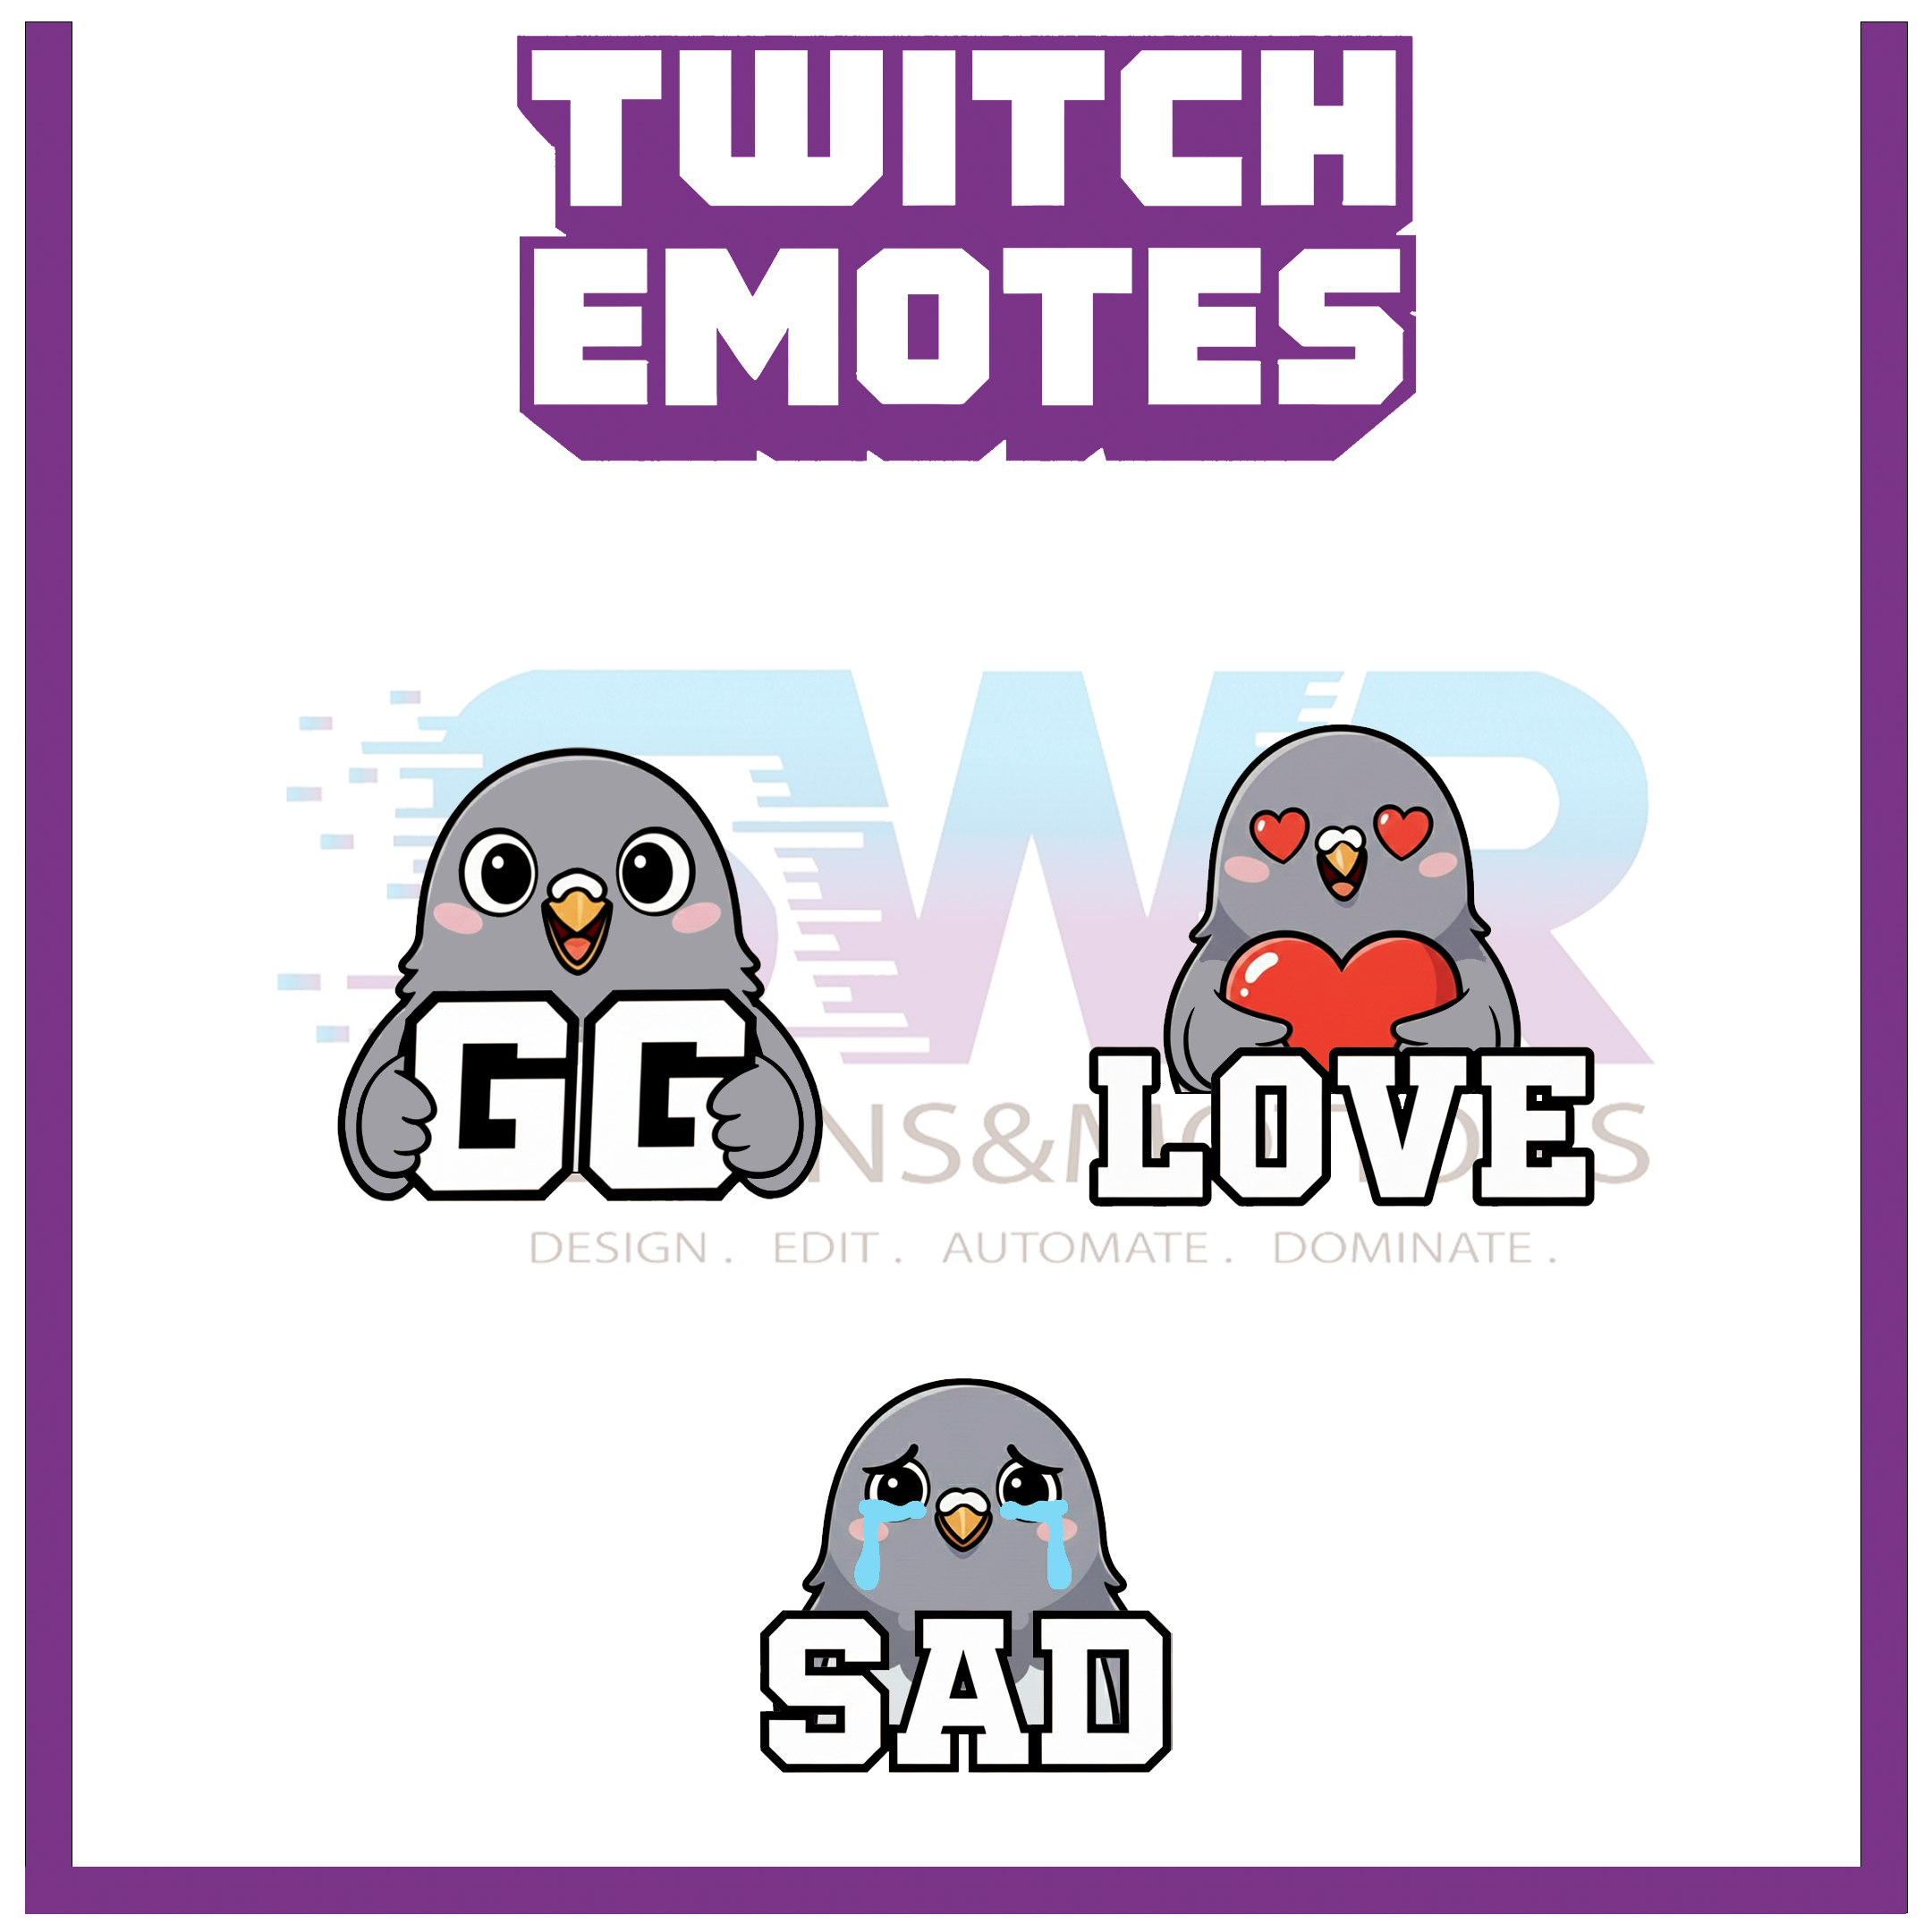 TWITCH
EMOTES
GG
LOVE
DESIGN . EDIT . AUTOMATE . DOMINATE .
SAD